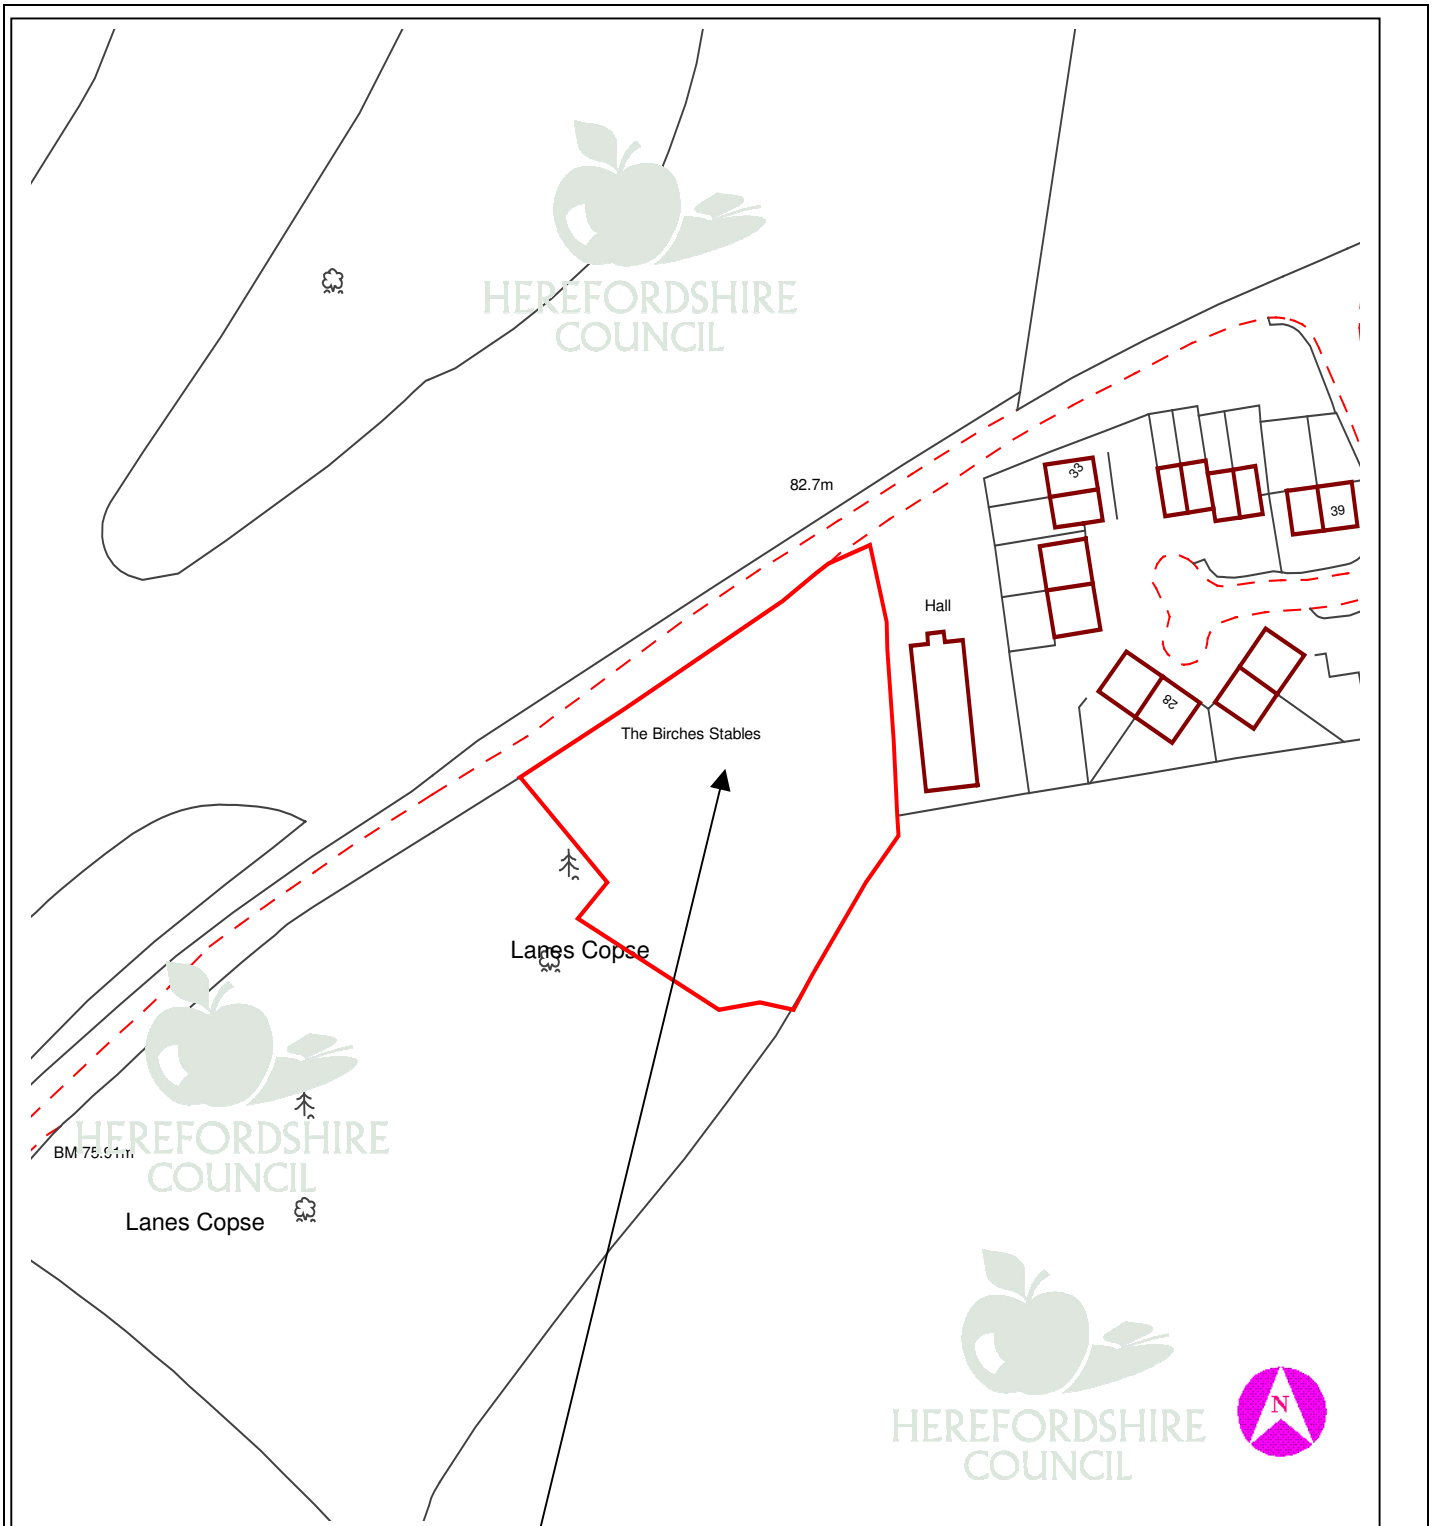 HEREFORDSHIRE
COUNCIL
33
82.7m
39
Hall
28
The Birches Stables
Lanes Copse
HEREFORDSHIRE
COUNCIL
BM
Lanes Copse
HEREFORDSHIRE
COUNCIL
N